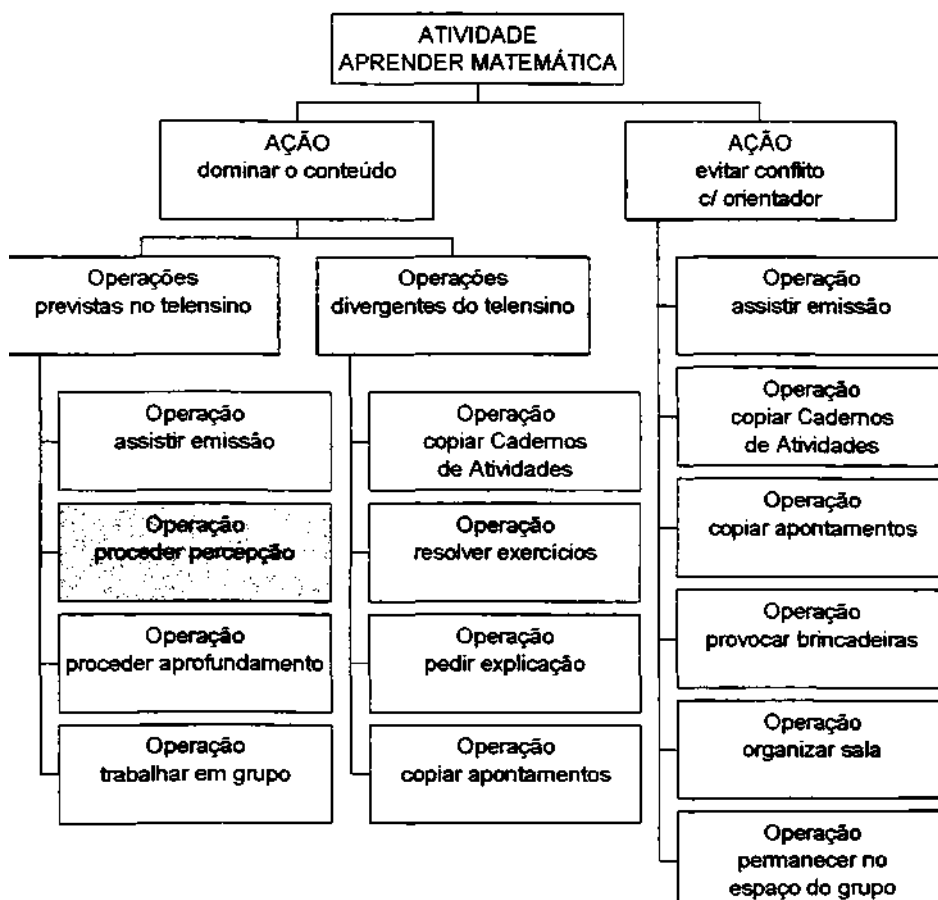 ATIVIDADE
APRENDER MATEMÁTICA
AÇÃO
dominar o conteúdo
AÇÃO
evitar conflito
c/ orientador
Operações
previstas no telensino
Operações
divergentes do telensino
Operação
assistir emissão
Operação
proceder percepção
Operação
proceder aprofundamento
Operação
trabalhar em grupo
Operação
copiar Cadernos
de Atividades
Operação
resolver exercícios
Operação
pedir explicação
Operação
copiar apontamentos
Operação
assistir emissão
Operação
copiar Cadernos
de Atividades
Operação
copiar apontamentos
Operação
provocar brincadeiras
Operação
organizar sala
Operação
permanecer no
espaço do grupo